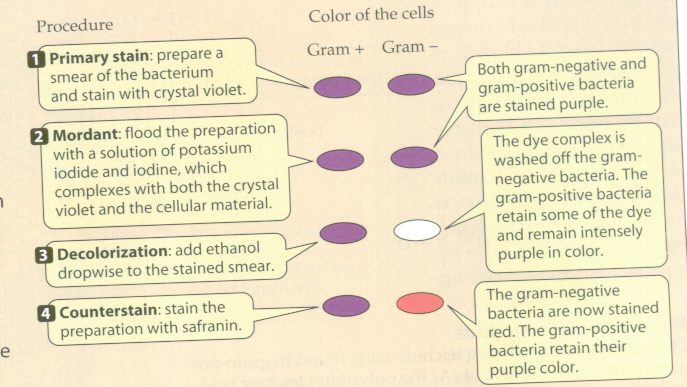 Procedure
Color of the cells
Gram + Gram –
1 Primary stain: prepare a
smear of the bacterium
and stain with crystal violet.
Both gram-negative and
gram-positive bacteria
are stained purple.
2 Mordant: flood the preparation
with a solution of potassium
iodide and iodine, which
complexes with both the crystal
violet and the cellular material.
The dye complex is
washed off the gram-
negative bacteria. The
gram-positive bacteria
retain some of the dye
and remain intensely
purple in color.
3 Decolorization: add ethanol
dropwise to the stained smear.
4 Counterstain: stain the
preparation with safranin.
The gram-negative
bacteria are now stained
red. The gram-positive
bacteria retain their
purple color.